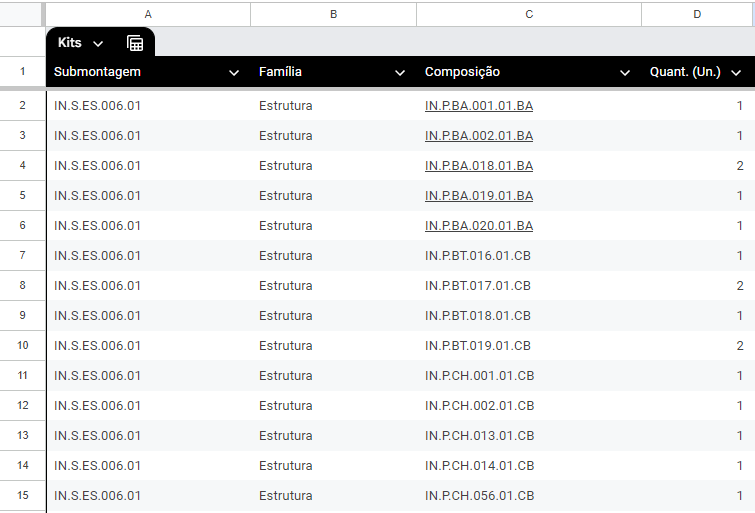 A B C D
Kits
1 Submontagem Família Composição Quant. (Un.)
2 IN.S.ES.006.01 Estrutura IN.P.BA.001.01.BA 1
3 IN.S.ES.006.01 Estrutura IN.P.BA.002.01.BA 1
4 IN.S.ES.006.01 Estrutura IN.P.BA.018.01.BA 2
5 IN.S.ES.006.01 Estrutura IN.P.BA.019.01.BA 1
6 IN.S.ES.006.01 Estrutura IN.P.BA.020.01.BA 1
7 IN.S.ES.006.01 Estrutura IN.P.BT.016.01.CB 1
8 IN.S.ES.006.01 Estrutura IN.P.BT.017.01.CB 2
9 IN.S.ES.006.01 Estrutura IN.P.BT.018.01.CB 1
10 IN.S.ES.006.01 Estrutura IN.P.BT.019.01.CB 2
11 IN.S.ES.006.01 Estrutura IN.P.CH.001.01.CB 1
12 IN.S.ES.006.01 Estrutura IN.P.CH.002.01.CB 1
13 IN.S.ES.006.01 Estrutura IN.P.CH.013.01.CB 1
14 IN.S.ES.006.01 Estrutura IN.P.CH.014.01.CB 1
15 IN.S.ES.006.01 Estrutura IN.P.CH.056.01.CB 1